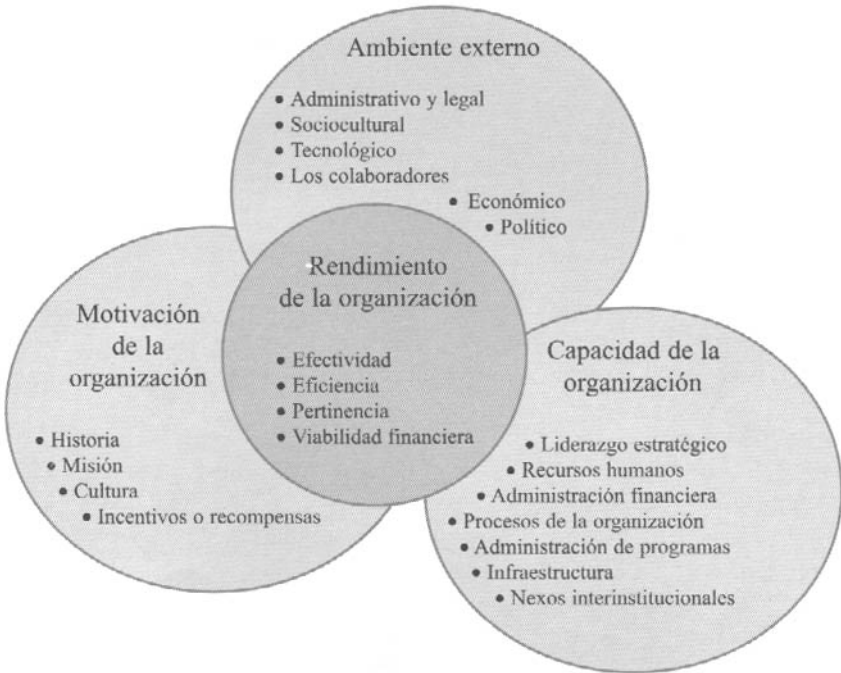 Ambiente externo
• Administrativo y legal
• Sociocultural
• Tecnológico
• Los colaboradores
• Económico
• Político
Rendimiento
de la organización
• Efectividad
• Eficiencia
• Pertinencia
• Viabilidad financiera
Motivación
de la
organización
• Historia
• Misión
• Cultura
• Incentivos o recompensas
Capacidad de la
organización
• Liderazgo estratégico
• Recursos humanos
• Administración financiera
• Procesos de la organización
• Administración de programas
• Infraestructura
• Nexos interinstitucionales